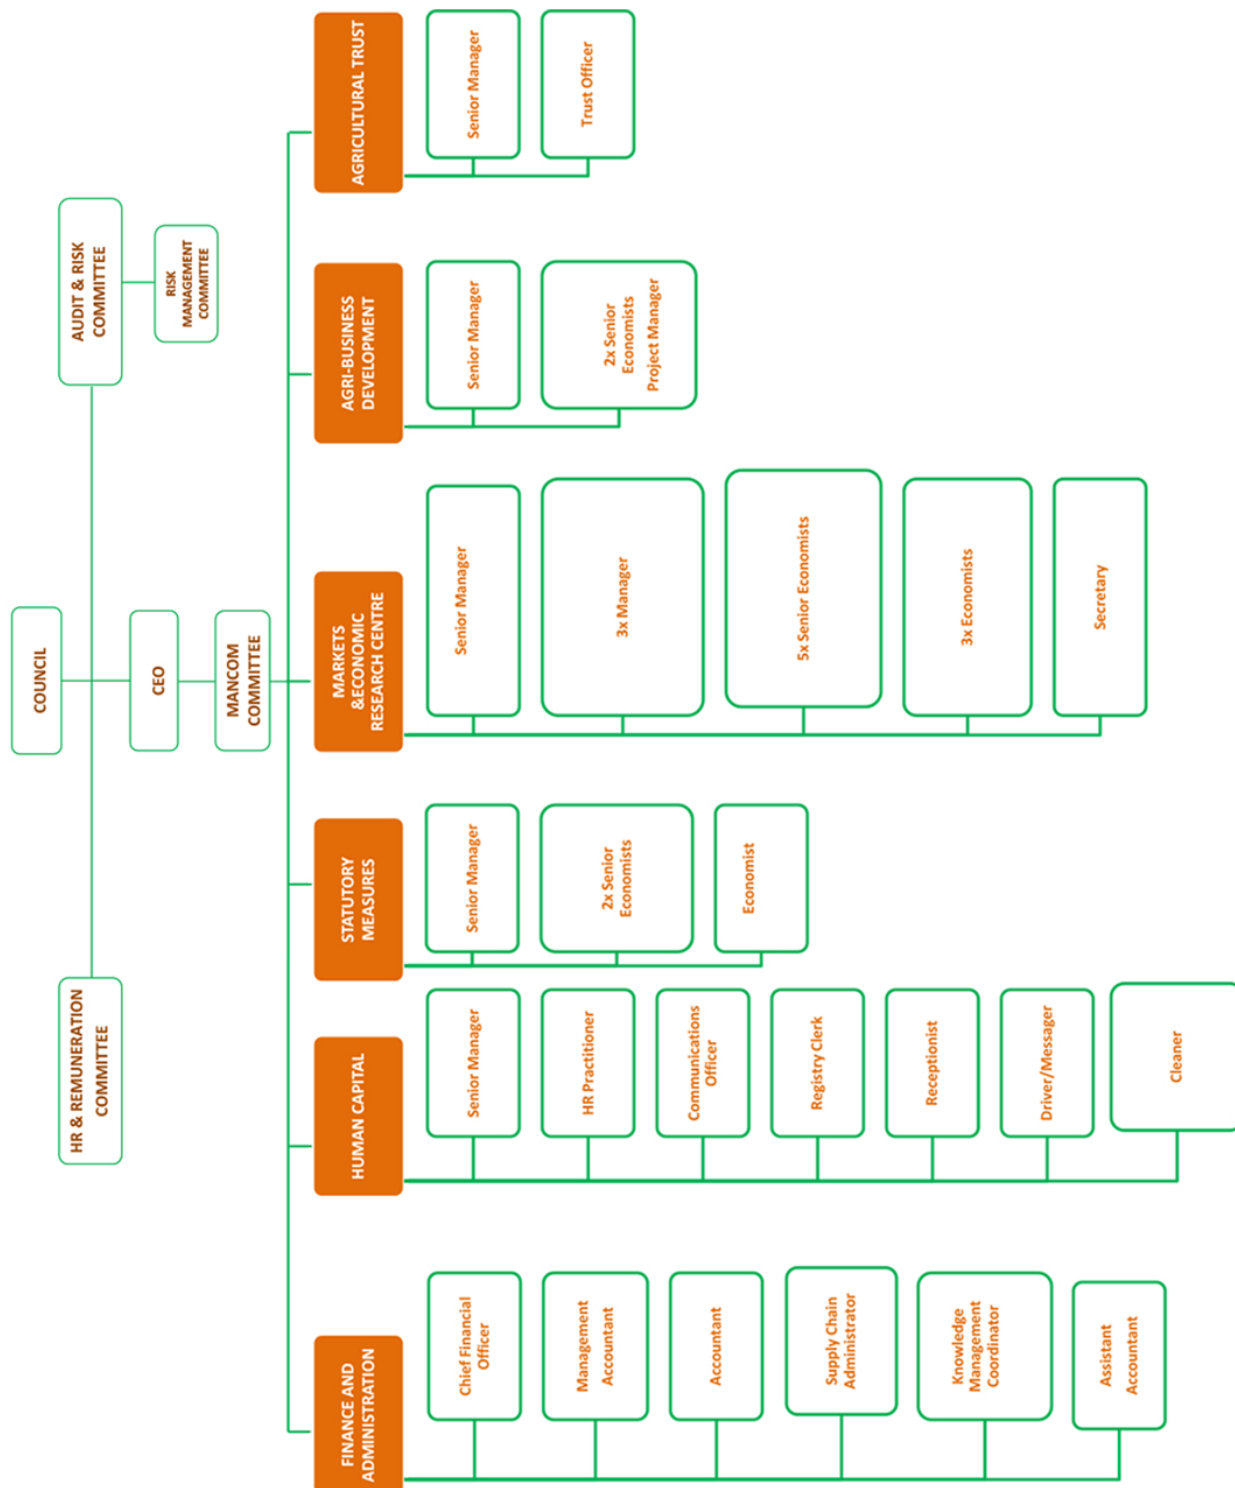 COUNCIL
HR & REMUNERATION
COMMITTEE
AUDIT & RISK
COMMITTEE
RISK
MANAGEMENT
COMMITTEE
CEO
MANCOM
COMMITTEE
FINANCE AND
ADMINISTRATION
Chief Financial
Officer
Management
Accountant
Accountant
Supply Chain
Administrator
Knowledge
Management
Coordinator
Assistant
Accountant
HUMAN CAPITAL
Senior Manager
HR Practitioner
Communications
Officer
Registry Clerk
Receptionist
Driver/Messager
Cleaner
STATUTORY
MEASURES
Senior Manager
2x Senior
Economists
Economist
MARKETS
&ECONOMIC
RESEARCH CENTRE
Senior Manager
3x Manager
5x Senior Economists
3x Economists
Secretary
AGRI-BUSINESS
DEVELOPMENT
Senior Manager
2x Senior
Economists
Project Manager
AGRICULTURAL TRUST
Senior Manager
Trust Officer